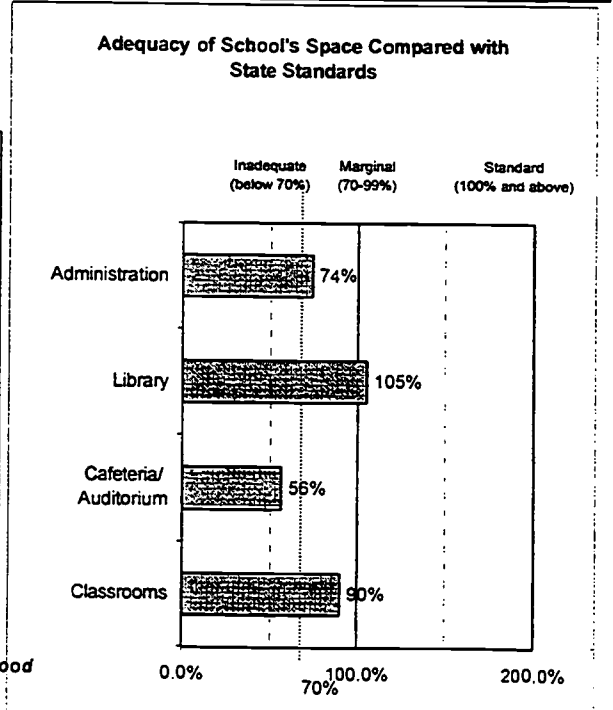 Adequacy of School's Space Compared with
State Standards
Inadequate
(below 70%)
Marginal
(70-99%)
Standard
(100% and above)
Administration
74%
Library
105%
Cafeteria/
Auditorium
56%
Classrooms
90%
ood
0.0%
100.0%
200.0%
70%